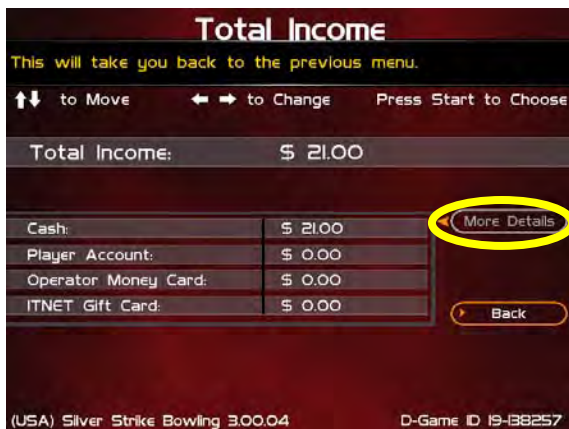 Total Income
This will take you back to the previous menu.
to Move to Change Press Start to Choose
Total Income: $ 21.00
Cash: $ 21.00 More Details
Player Account: $ 0.00
Operator Money Card: $ 0.00
ITNET Gift Card: $ 0.00 Back
(USA) Silver Strike Bowling 3.00.04 D-Game ID 19-138257